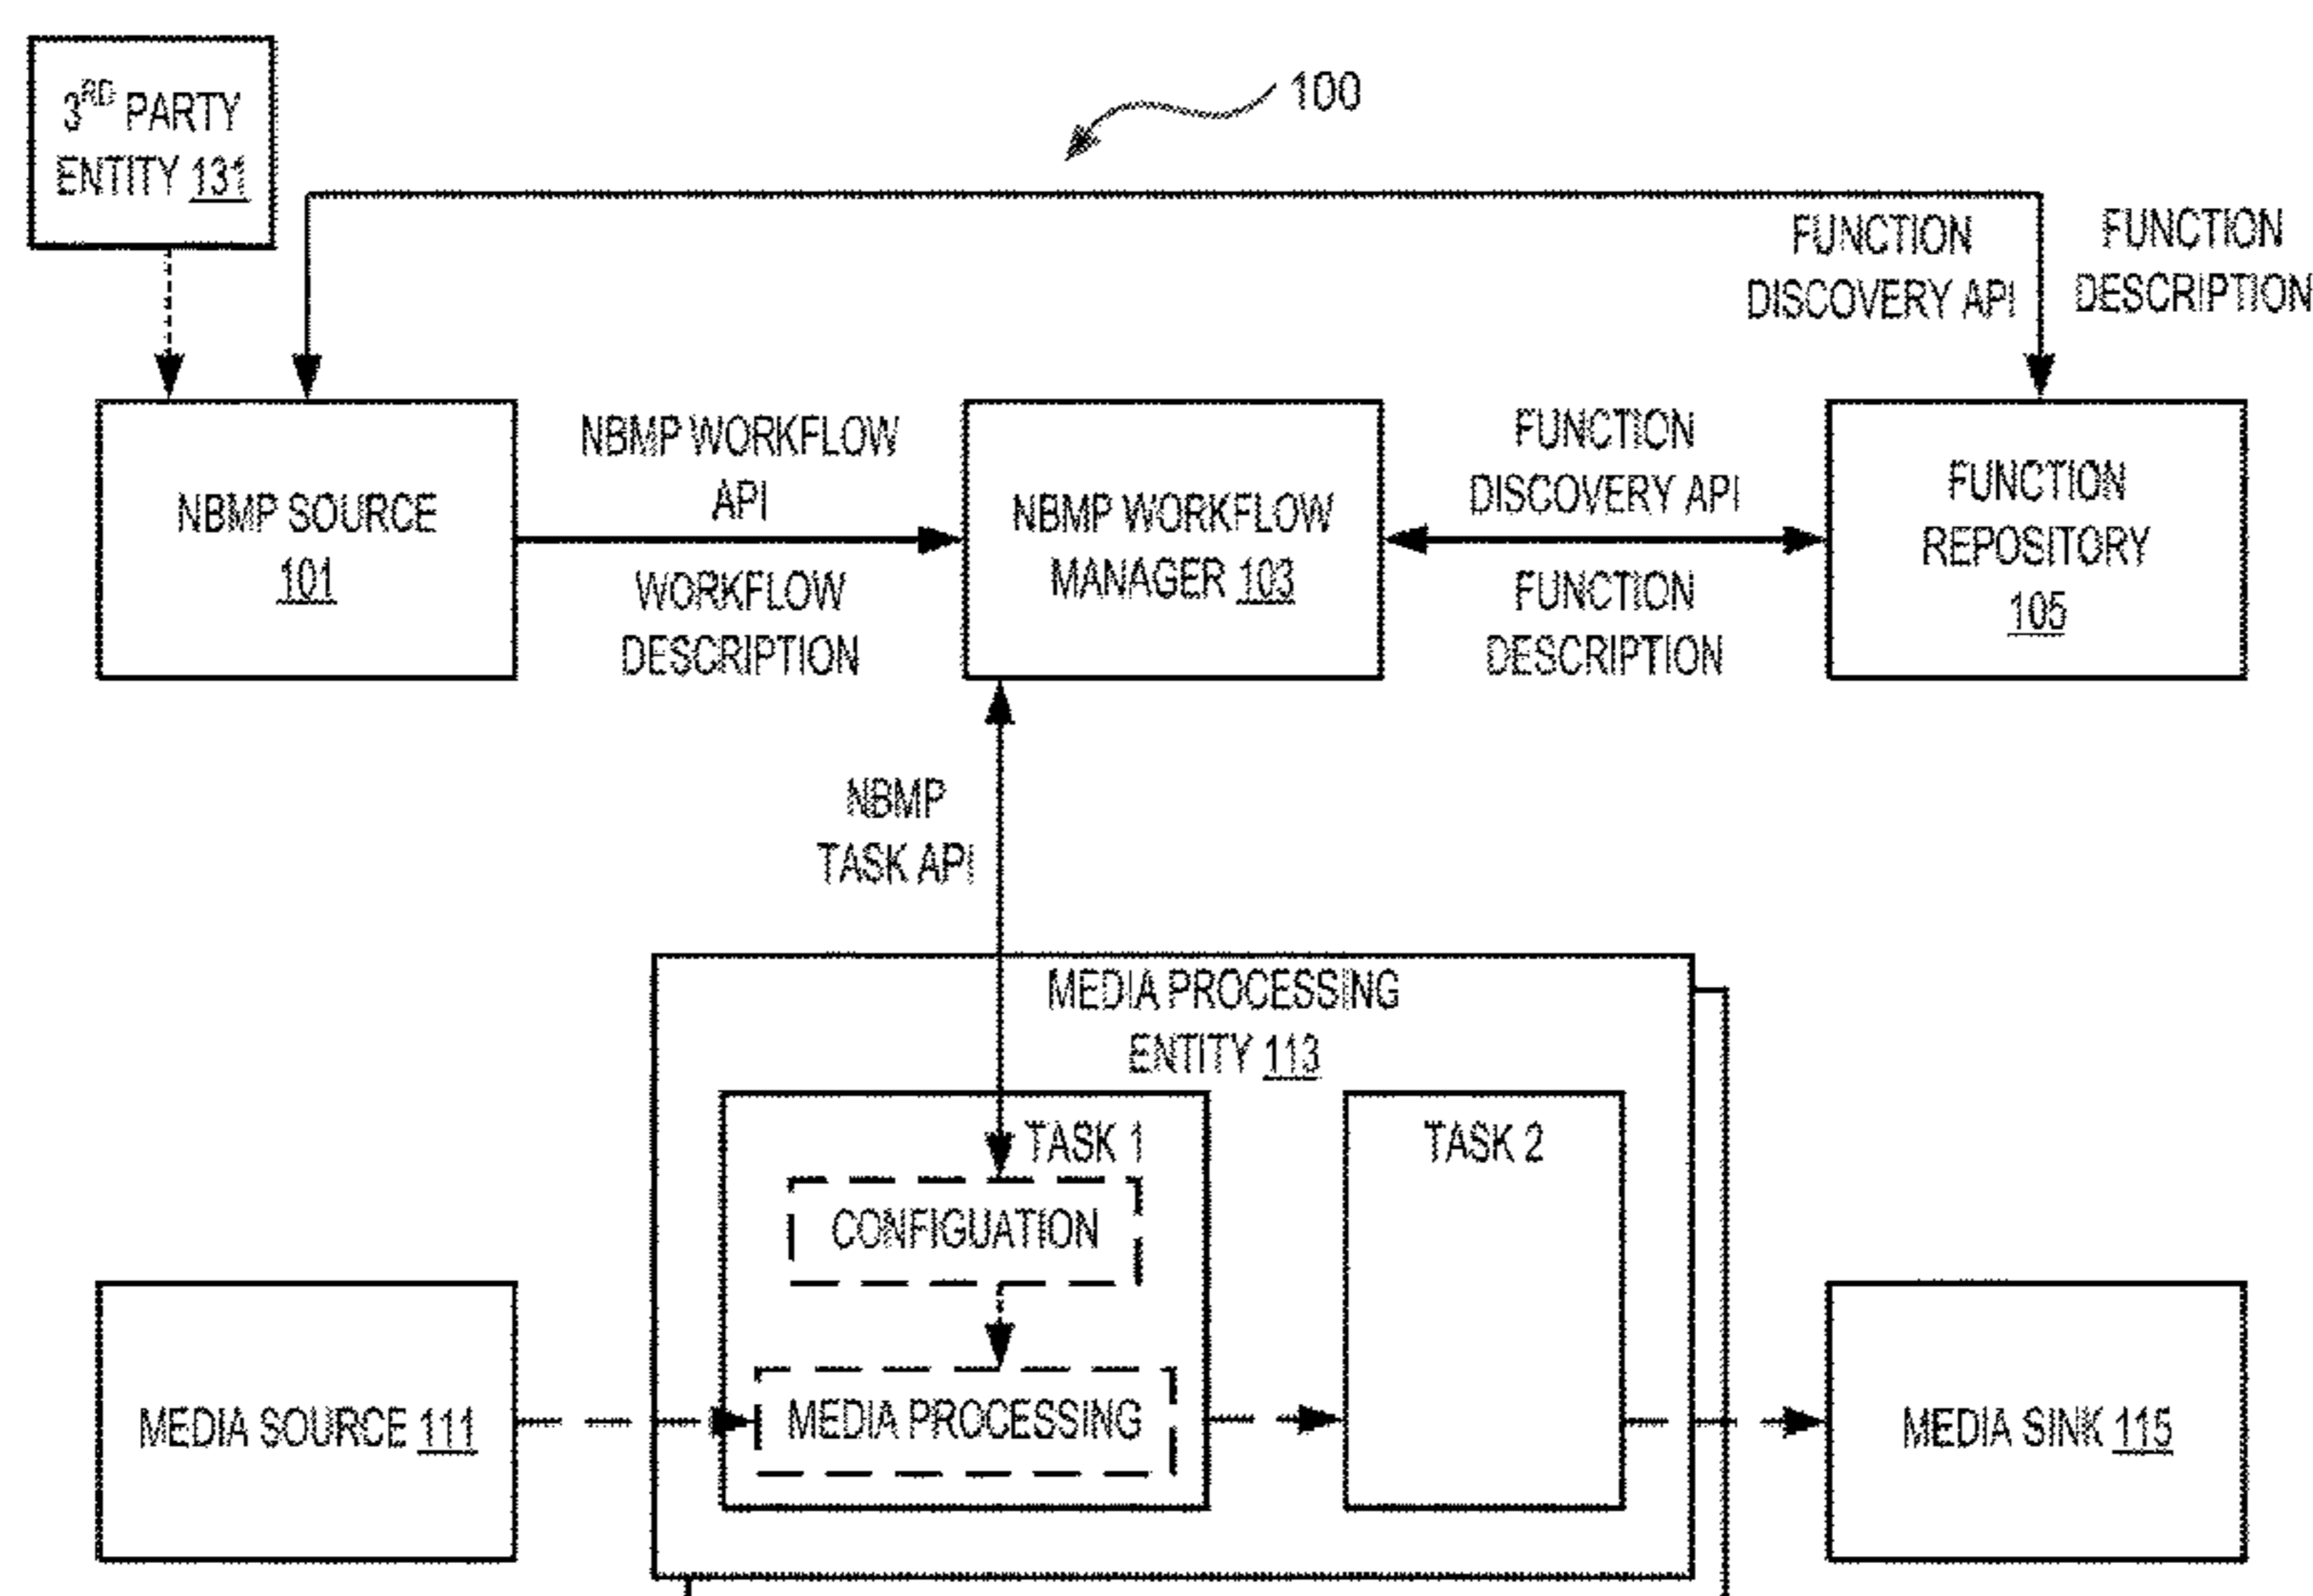 3RD PARTY
ENTITY 131
100
FUNCTION
DISCOVERY API
FUNCTION
DESCRIPTION
NBMP SOURCE
101
NBMP WORKFLOW
API
WORKFLOW
DESCRIPTION
NBMP WORKFLOW
MANAGER 103
FUNCTION
DISCOVERY API
FUNCTION
DESCRIPTION
FUNCTION
REPOSITORY
105
NBMP
TASK API
MEDIA PROCESSING
ENTITY 113
TASK 1
CONFIGUATION
MEDIA PROCESSING
TASK 2
MEDIA SOURCE 111
MEDIA SINK 115